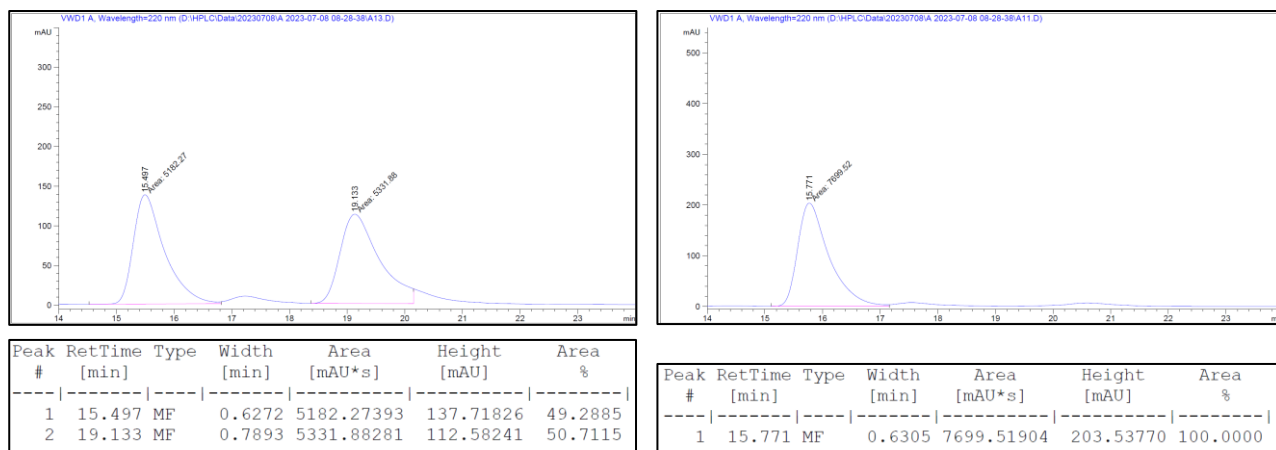 VWD1 A, Wavelength=220 nm (D:\HPLC\Data\20230708\A 2023-07-08 08-28-38\A13.D)
mAU
300
250
200
150
100
50
0
15.497
Area: 5182.27
19.133
Area: 5331.88
14 15 16 17 18 19 20 21 22 23 min
Peak RetTime Type Width Area Height Area
# [min] [min] [mAU*s] [mAU] %
----|-------|----|-------|----------|----------|--------|
1 15.497 MF 0.6272 5182.27393 137.71826 49.2885
2 19.133 MF 0.7893 5331.88281 112.58241 50.7115
VWD1 A, Wavelength=220 nm (D:\HPLC\Data\20230708\A 2023-07-08 08-28-38\A11.D)
mAU
500
400
300
200
100
0
15.771
Area: 7699.52
14 15 16 17 18 19 20 21 22 23
Peak RetTime Type Width Area Height Area
# [min] [min] [mAU*s] [mAU] %
----|-------|----|-------|----------|----------|--------|
1 15.771 MF 0.6305 7699.51904 203.53770 100.0000